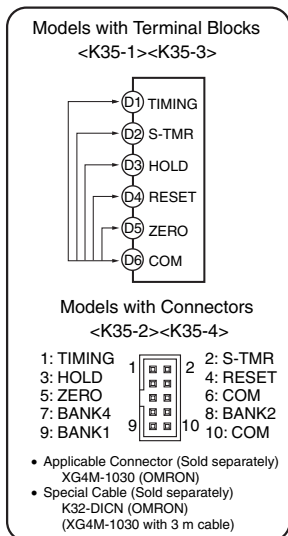 Models with Terminal Blocks
<K35-1><K35-3>
D1 TIMING
D2 S-TMR
D3 HOLD
D4 RESET
D5 ZERO
D6 COM
Models with Connectors
<K35-2><K35-4>
1: TIMING 1 2 2: S-TMR
3: HOLD 4: RESET
5: ZERO 6: COM
7: BANK4 8: BANK2
9: BANK1 9 10 10: COM
• Applicable Connector (Sold separately)
XG4M-1030 (OMRON)
• Special Cable (Sold separately)
K32-DICN (OMRON)
(XG4M-1030 with 3 m cable)